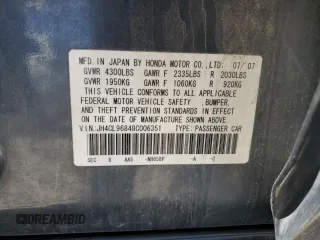 MFD. IN JAPAN BY HONDA MOTOR CO.,LTD. 07/07
GVWR 4300LBS GAWR F 2335LBS R 2030LBS
GVWR 1950KG GAWR F 1060KG R 920KG
THIS VEHICLE CONFORMS TO ALL APPLICABLE
FEDERAL MOTOR VEHICLE SAFETY , BUMPER,
AND THEFT PREVENTION STANDARDS IN EFFECT
ON THE DATE OF MANUFACTURE SHOWN ABOVE.
V.I.N.:JH4CL96848C006351 TYPE: PASSENGER CAR
-A -G
©DREAMBID